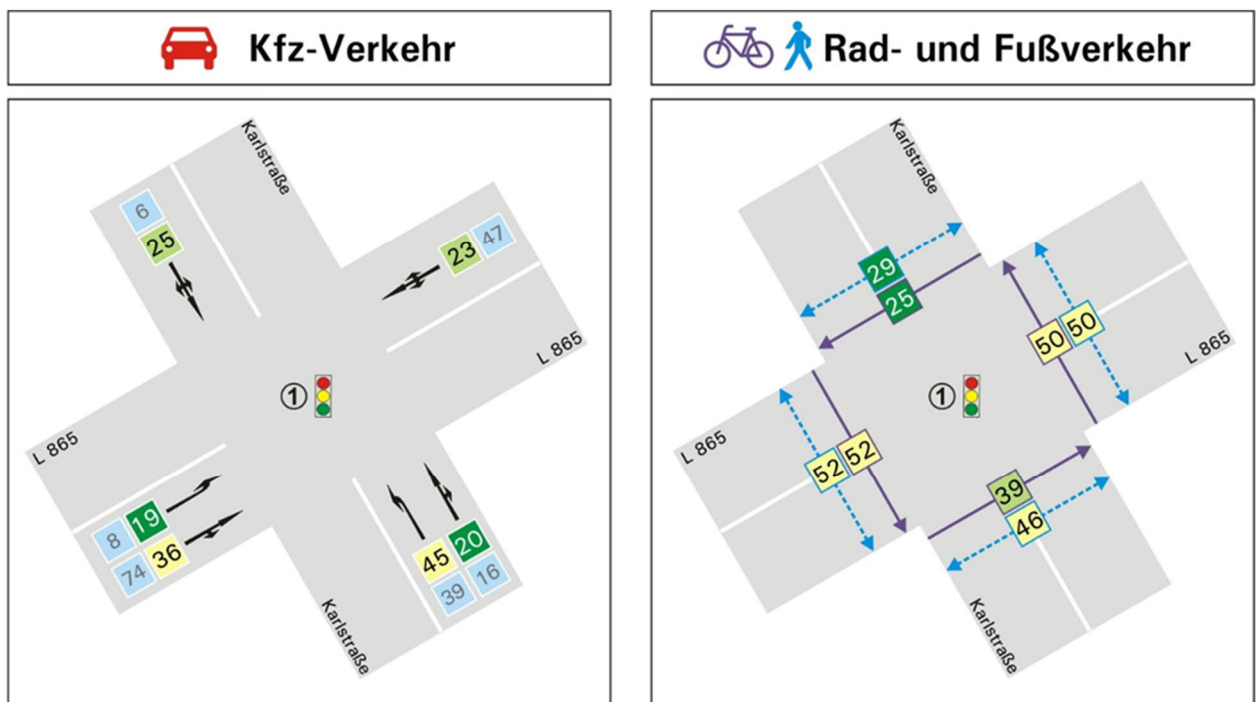 Kfz-Verkehr
Karlstraße
6
25
23 47
L 865
①
L 865
8 19
74 36
45 20
39 16
Karlstraße
Rad- und Fußverkehr
Karlstraße
29
25
50 50
L 865
①
L 865
52 52
39
46
Karlstraße